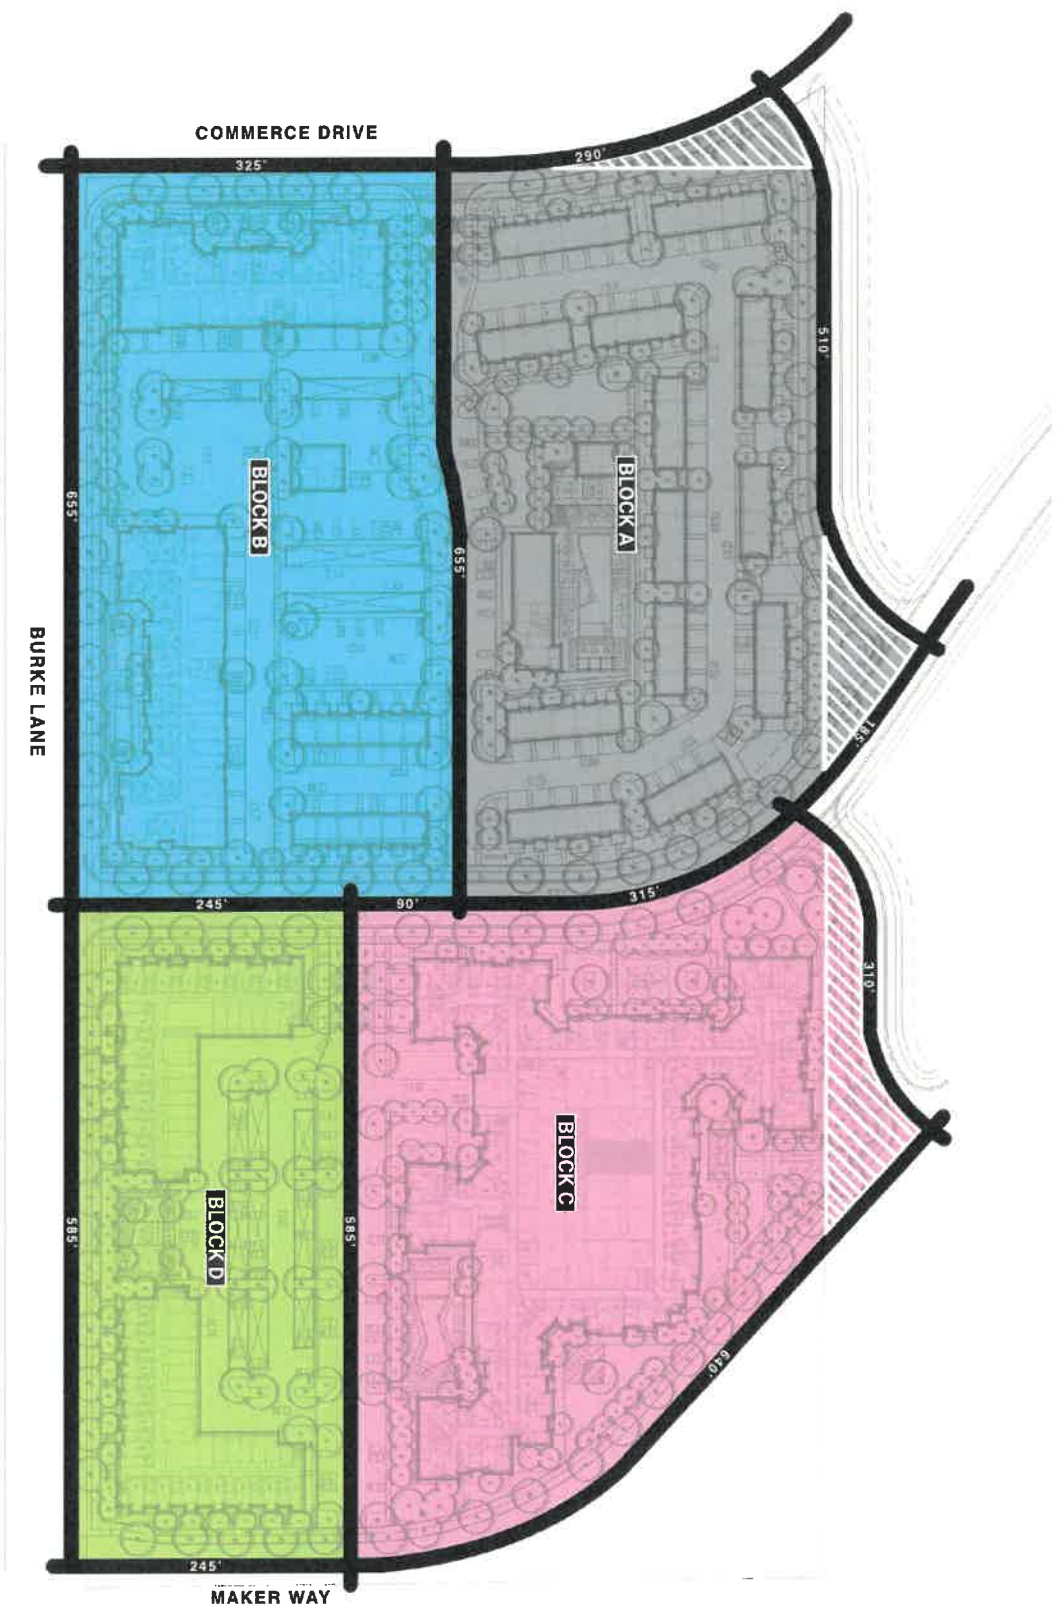 COMMERCE DRIVE
325'
290'
510'
BLOCK A
BLOCK B
655'
655'
BURKE LANE
185'
315'
245'
90'
310'
BLOCK C
BLOCK D
585'
585'
640'
245'
MAKER WAY